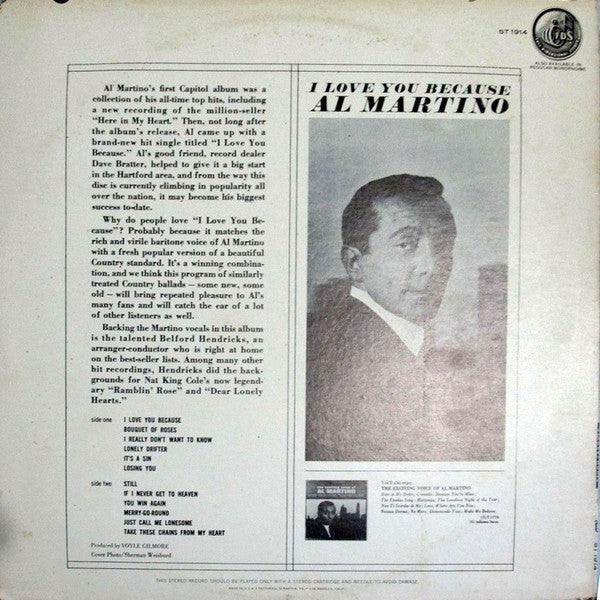 ST 1914
FDS
ALSO AVAILABLE IN
REGULAR MONOPHONIC
I LOVE YOU BECAUSE
AL MARTINO
Al Martino's first Capitol album was a
collection of his all-time top hits, including
a new recording of the million-seller
"Here in My Heart." Then, not long after
the album's release, Al came up with a
brand-new hit single titled "I Love You
Because." Al's good friend, record dealer
Dave Bratter, helped to give it a big start
in the Hartford area, and from the way this
disc is currently climbing in popularity all
over the nation, it may become his biggest
success to-date.
Why do people love "I Love You Be-
cause"? Probably because it matches the
rich and virile baritone voice of Al Martino
with a fresh popular version of a beautiful
Country standard. It's a winning combina-
tion, and we think this program of similarly
treated Country ballads – some new, some
old – will bring repeated pleasure to Al's
many fans and will catch the ear of a lot
of other listeners as well.
Backing the Martino vocals in this album
is the talented Belford Hendricks, an
arranger-conductor who is right at home
on the best-seller lists. Among many other
hit recordings, Hendricks did the back-
grounds for Nat King Cole's now legend-
ary "Ramblin' Rose" and "Dear Lonely
Hearts."
side one I LOVE YOU BECAUSE
BOUQUET OF ROSES
I REALLY DON'T WANT TO KNOW
LONELY DRIFTER
IT'S A SIN
LOSING YOU
side two STILL
IF I NEVER GET TO HEAVEN
YOU WIN AGAIN
MERRY-GO-ROUND
JUST CALL ME LONESOME
TAKE THESE CHAINS FROM MY HEART
Produced by VOYLE GILMORE
Cover Photo/Sherman Weisburd
AL MARTINO
You'll also enjoy...
THE EXCITING VOICE OF AL MARTINO
THIS STEREO RECORD SHOULD BE PLAYED ONLY WITH A STEREO CARTRIDGE AND NEEDLE TO AVOID DAMAGE.